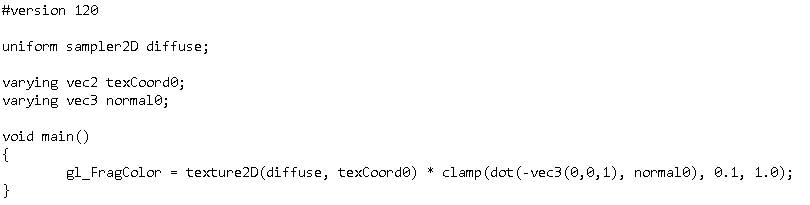 #version 120
uniform sampler2D diffuse;
varying vec2 texCoord0;
varying vec3 normal0;
void main()
{
gl_FragColor = texture2D(diffuse, texCoord0) * clamp(dot(-vec3(0,0,1), normal0), 0.1, 1.0);
}